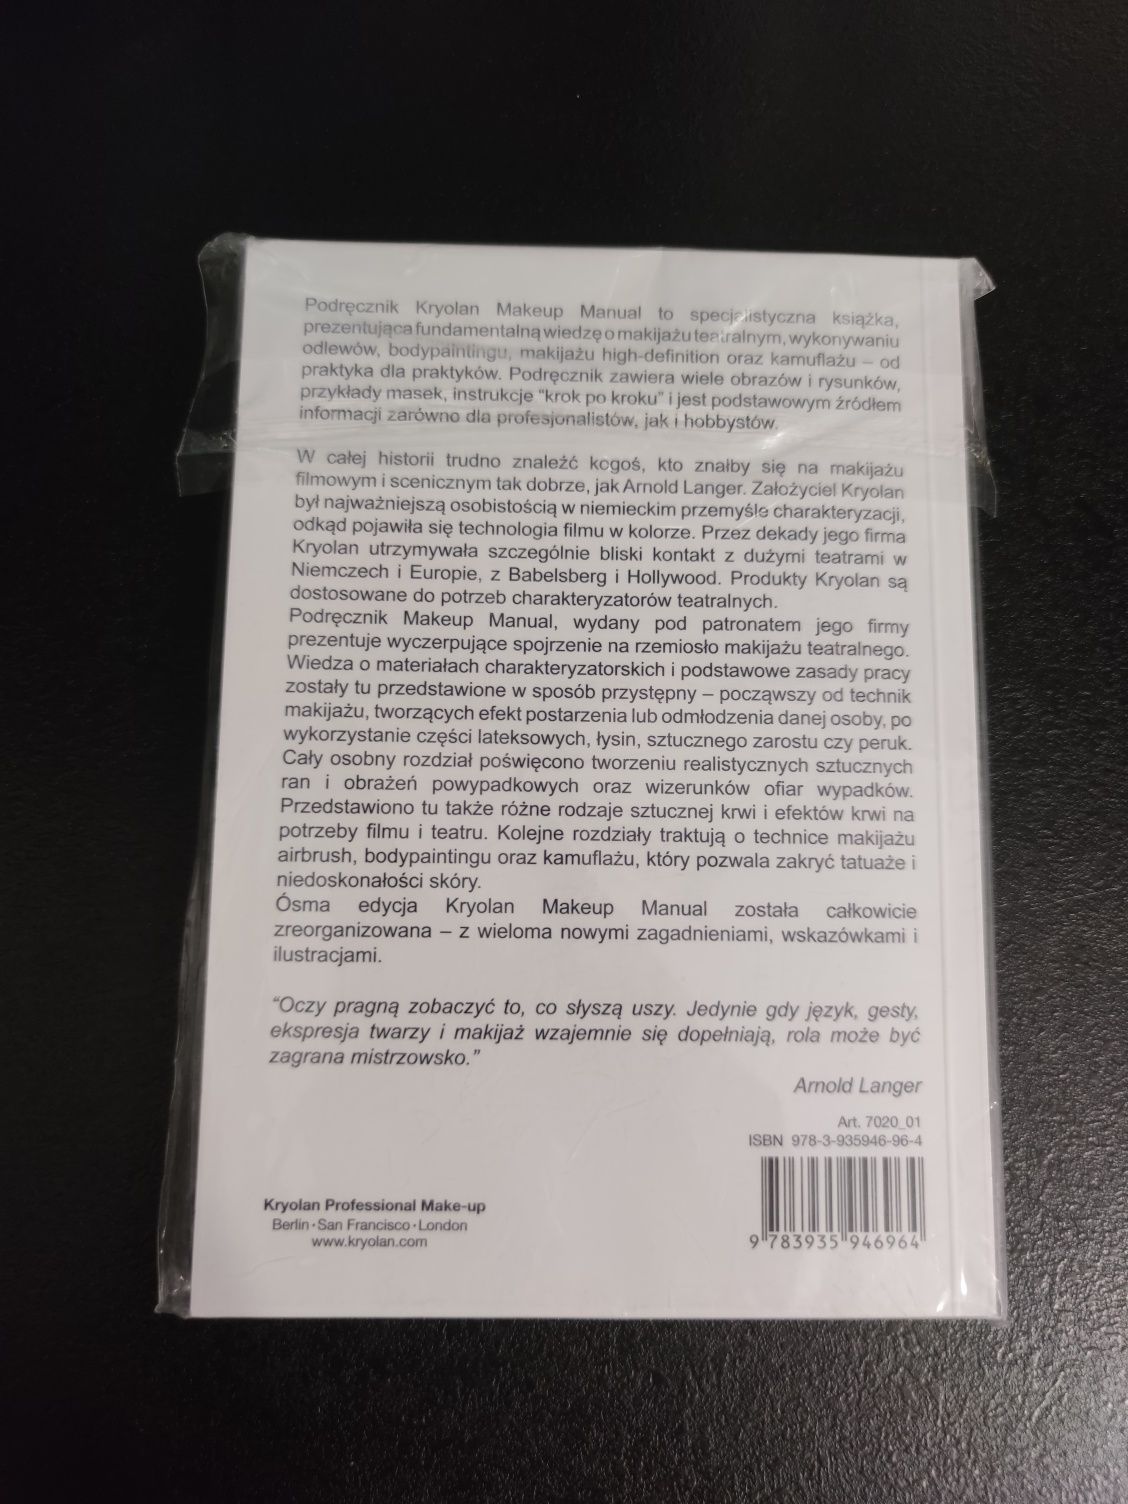 Podręcznik Kryolan Makeup Manual to specjalistyczna książka,
prezentująca fundamentalną wiedzę o makijażu teatralnym, wykonywaniu
odlewów, bodypaintingu, makijażu high-definition oraz kamuflażu – od
praktyka dla praktyków. Podręcznik zawiera wiele obrazów i rysunków,
przykłady masek, instrukcje "krok po kroku" i jest podstawowym źródłem
informacji zarówno dla profesjonalistów, jak i hobbystów.
W całej historii trudno znaleźć kogoś, kto znałby się na makijażu
filmowym i scenicznym tak dobrze, jak Arnold Langer. Założyciel Kryolan
był najważniejszą osobistością w niemieckim przemyśle charakteryzacji,
odkąd pojawiła się technologia filmu w kolorze. Przez dekady jego firma
Kryolan utrzymywała szczególnie bliski kontakt z dużymi teatrami w
Niemczech i Europie, z Babelsberg i Hollywood. Produkty Kryolan są
dostosowane do potrzeb charakteryzatorów teatralnych.
Podręcznik Makeup Manual, wydany pod patronatem jego firmy
prezentuje wyczerpujące spojrzenie na rzemiosło makijażu teatralnego.
Wiedza o materiałach charakteryzatorskich i podstawowe zasady pracy
zostały tu przedstawione w sposób przystępny – począwszy od technik
makijażu, tworzących efekt postarzenia lub odmłodzenia danej osoby, po
wykorzystanie części lateksowych, łysin, sztucznego zarostu czy peruk.
Cały osobny rozdział poświęcono tworzeniu realistycznych sztucznych
ran i obrażeń powypadkowych oraz wizerunków ofiar wypadków.
Przedstawiono tu także różne rodzaje sztucznej krwi i efektów krwi na
potrzeby filmu i teatru. Kolejne rozdziały traktują o technice makijażu
airbrush, bodypaintingu oraz kamuflażu, który pozwala zakryć tatuaże i
niedoskonałości skóry.
Ósma edycja Kryolan Makeup Manual została całkowicie
zreorganizowana – z wieloma nowymi zagadnieniami, wskazówkami i
ilustracjami.
"Oczy pragną zobaczyć to, co słyszą uszy. Jedynie gdy język, gesty,
ekspresja twarzy i makijaż wzajemnie się dopełniają, rola może być
zagrana mistrzowsko."
Arnold Langer
Art. 7020_01
ISBN 978-3-935946-96-4
Kryolan Professional Make-up
Berlin · San Francisco · London
www.kryolan.com
9 783935 946964